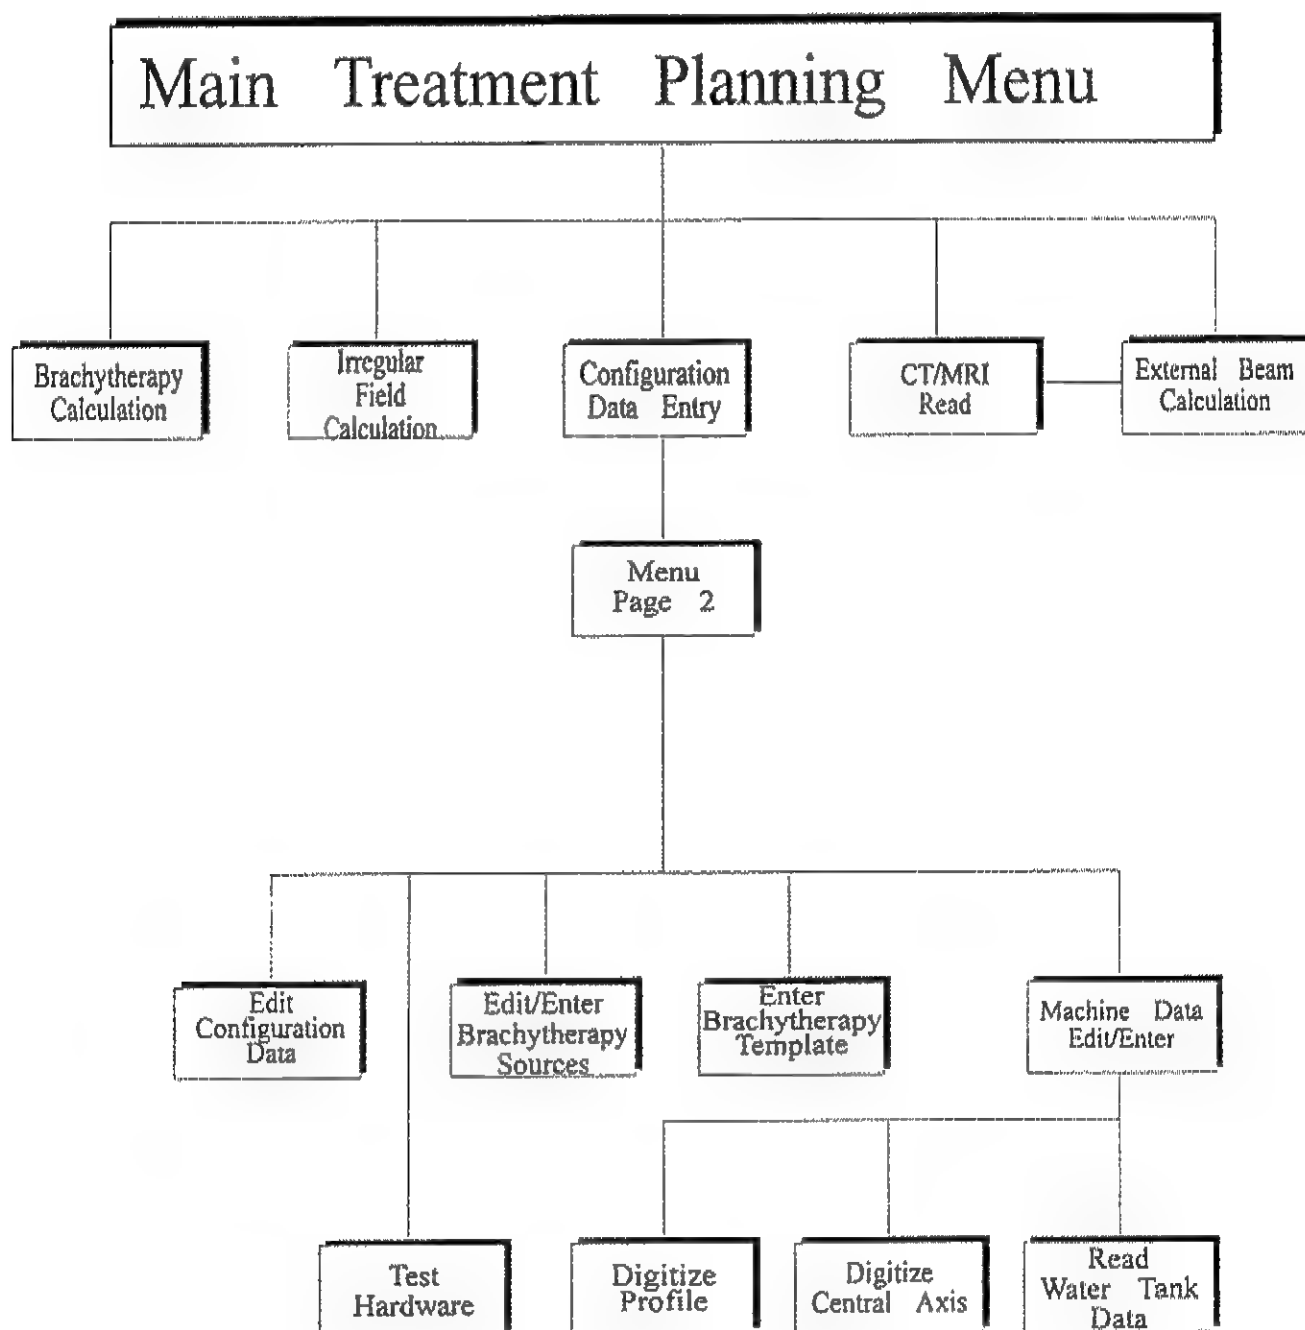 Main Treatment Planning Menu
Brachytherapy
Calculation
Irregular
Field
Calculation
Configuration
Data Entry
CT/MRI
Read
External Beam
Calculation
Menu
Page 2
Edit
Configuration
Data
Edit/Enter
Brachytherapy
Sources
Enter
Brachytherapy
Template
Machine Data
Edit/Enter
Test
Hardware
Digitize
Profile
Digitize
Central Axis
Read
Water Tank
Data